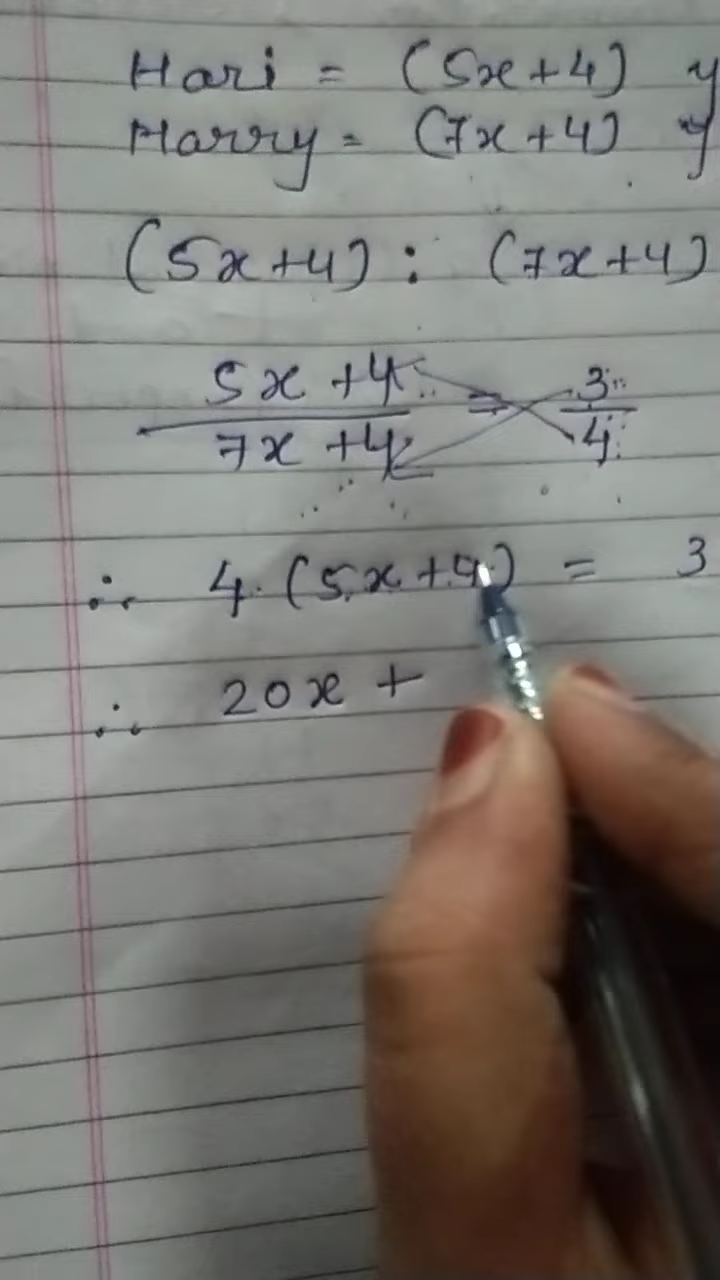 Hari = (5x+4) y
Harry = (7x+4) y
(5x+4) : (7x+4)
5x+4 = 3
7x+4 4
∴ 4 (5x+4) = 3
∴ 20x +